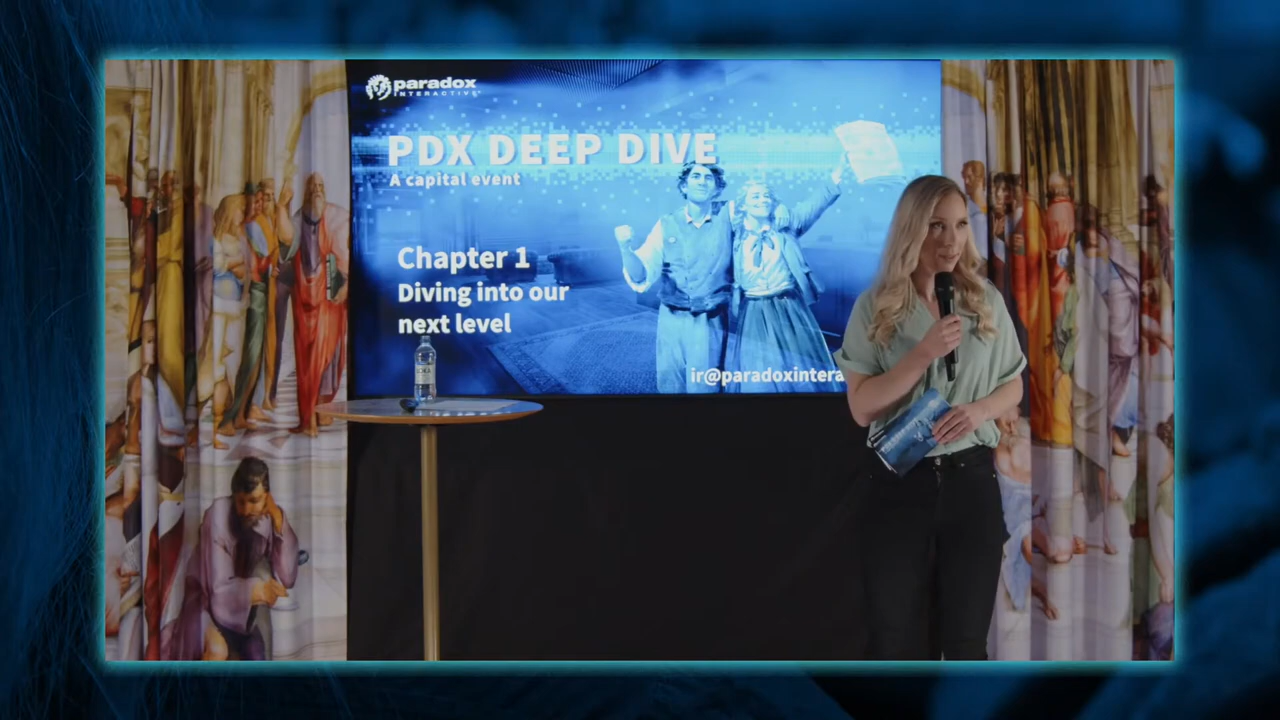 paradox
INTERACTIVE
PDX DEEP DIVE
A capital event
Chapter 1
Diving into our
next level
ir@paradoxintera